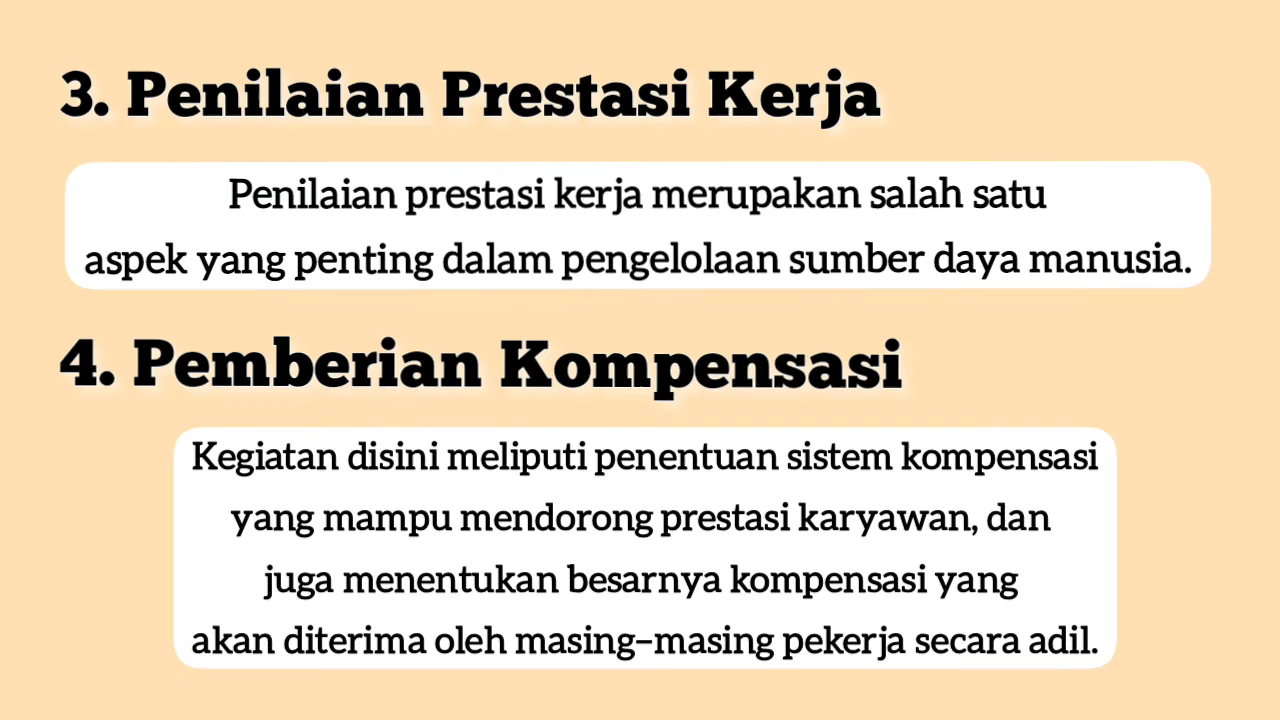 3. Penilaian Prestasi Kerja
Penilaian prestasi kerja merupakan salah satu
aspek yang penting dalam pengelolaan sumber daya manusia.
4. Pemberian Kompensasi
Kegiatan disini meliputi penentuan sistem kompensasi
yang mampu mendorong prestasi karyawan, dan
juga menentukan besarnya kompensasi yang
akan diterima oleh masing–masing pekerja secara adil.